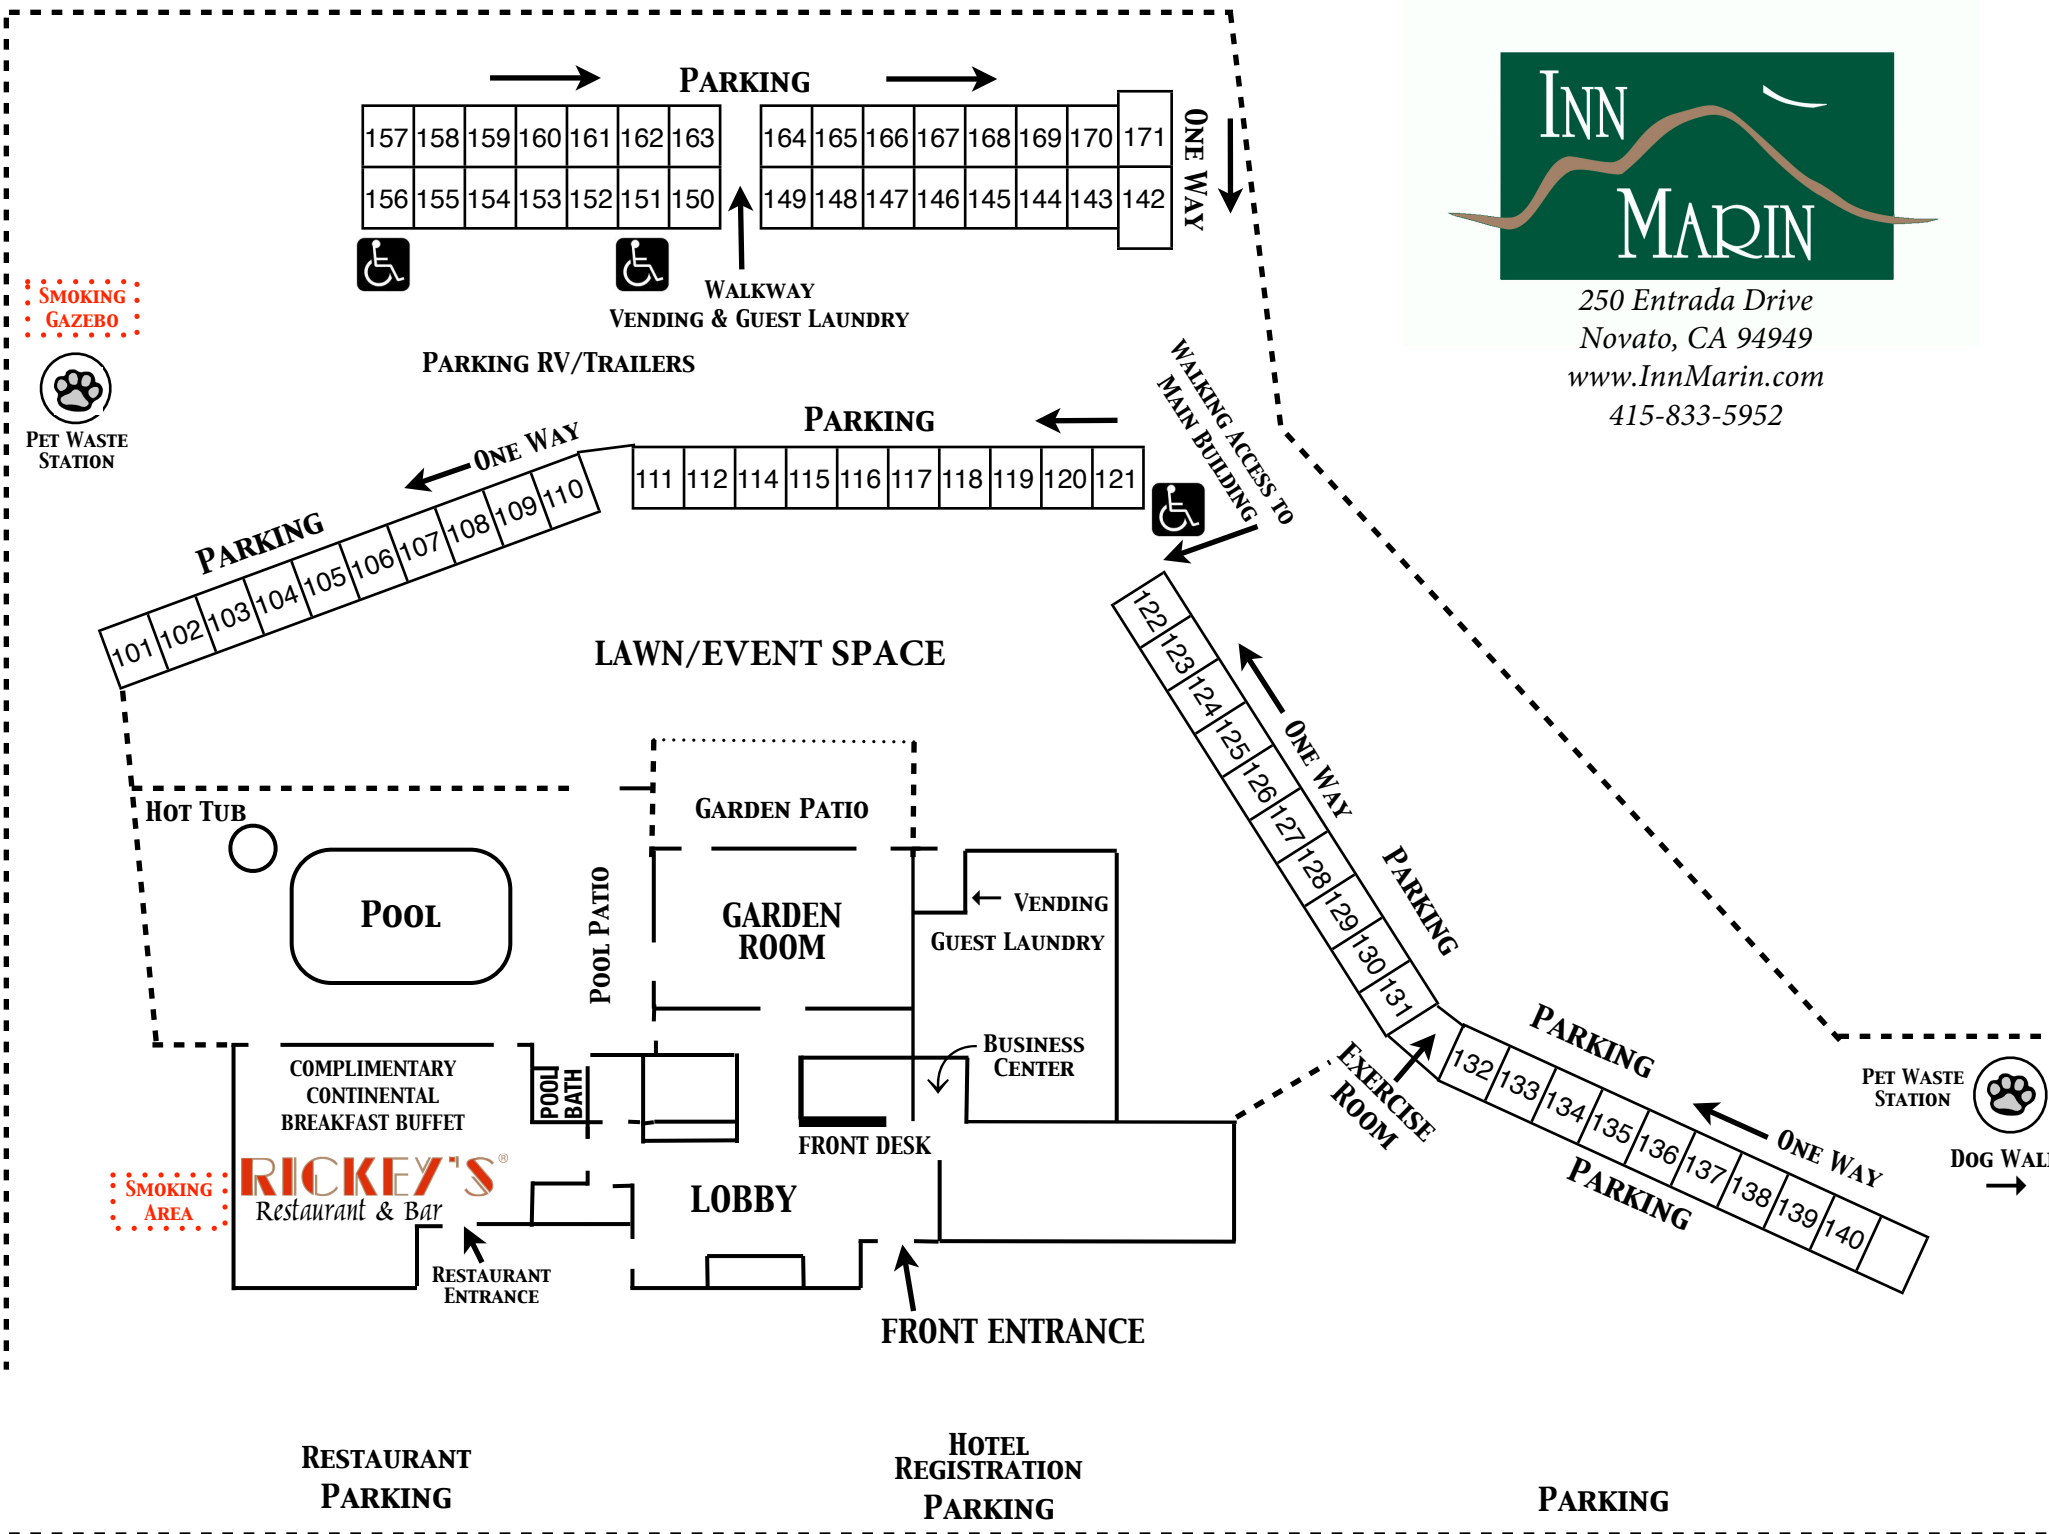 PARKING
157 158 159 160 161 162 163
164 165 166 167 168 169 170 171
156 155 154 153 152 151 150
149 148 147 146 145 144 143 142
ONE WAY
WALKWAY
VENDING & GUEST LAUNDRY
PARKING RV/TRAILERS
SMOKING
GAZEBO
PET WASTE
STATION
INN
MARIN
250 Entrada Drive
Novato, CA 94949
www.InnMarin.com
415-833-5952
WALKING ACCESS TO
MAIN BUILDING
PARKING
ONE WAY
111 112 114 115 116 117 118 119 120 121
PARKING
101 102 103 104 105 106 107 108 109 110
LAWN/EVENT SPACE
122 123 124 125 126 127 128 129 130 131
ONE WAY
PARKING
HOT TUB
POOL
POOL PATIO
GARDEN PATIO
GARDEN
ROOM
VENDING
GUEST LAUNDRY
BUSINESS
CENTER
COMPLIMENTARY
CONTINENTAL
BREAKFAST BUFFET
POOL
BATH
FRONT DESK
LOBBY
SMOKING
AREA
RICKEY'S®
Restaurant & Bar
RESTAURANT
ENTRANCE
FRONT ENTRANCE
EXERCISE
ROOM
PARKING
132 133 134 135 136 137 138 139 140
ONE WAY
PARKING
PET WASTE
STATION
DOG WAL
RESTAURANT
PARKING
HOTEL
REGISTRATION
PARKING
PARKING